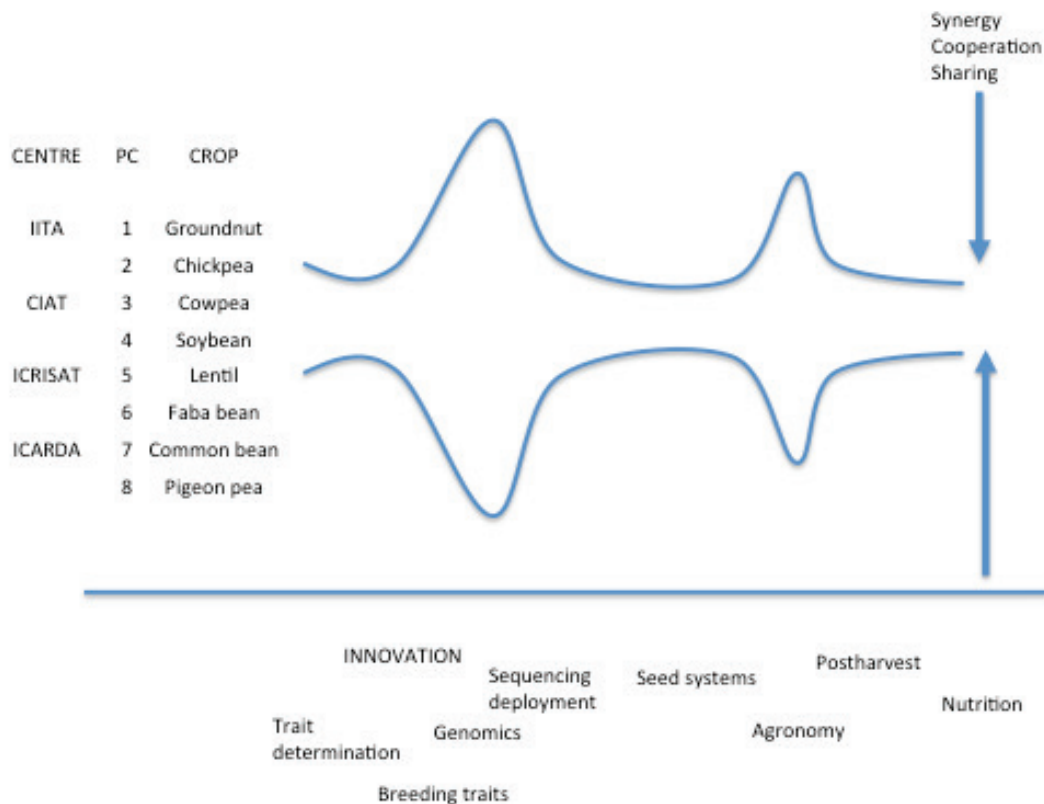 Synergy
Cooperation
Sharing
CENTRE PC CROP
IITA 1 Groundnut
2 Chickpea
CIAT 3 Cowpea
4 Soybean
ICRISAT 5 Lentil
6 Faba bean
ICARDA 7 Common bean
8 Pigeon pea
INNOVATION
Sequencing
deployment
Seed systems
Postharvest
Nutrition
Trait
determination
Genomics
Agronomy
Breeding traits